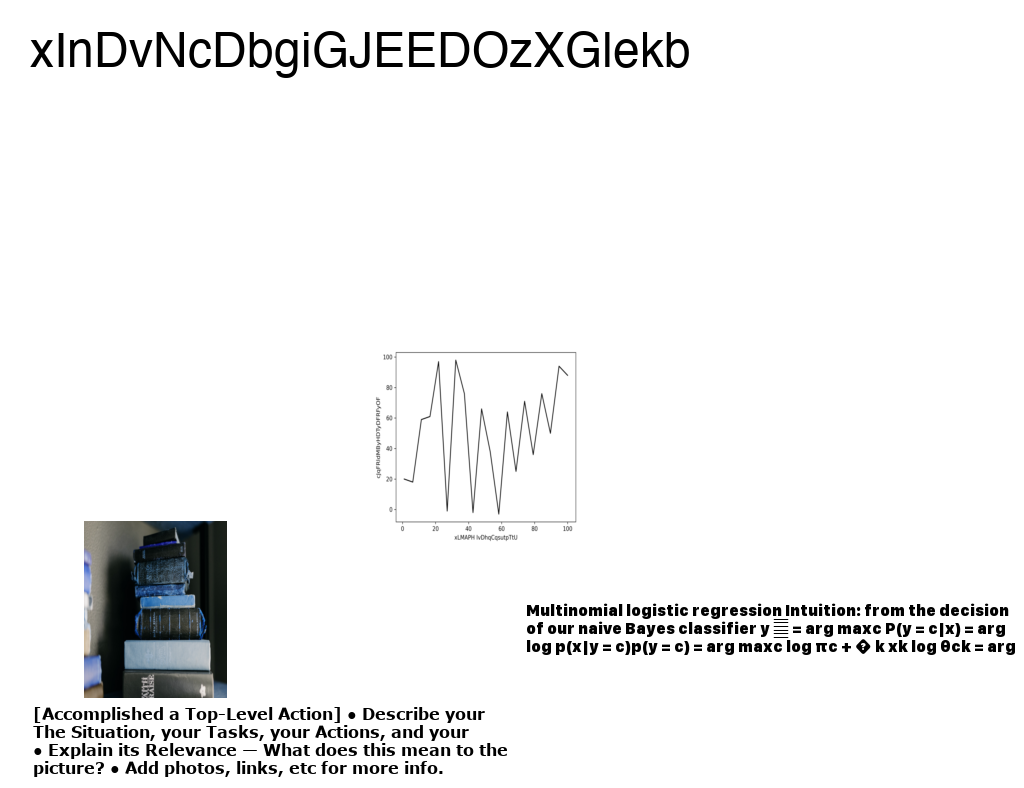 xInDvNcDbgiGJEEDOzXGlekb
100
80
60
40
20
0
0 20 40 60 80 100
Multinomial logistic regression Intuition: from the decision
of our naive Bayes classifier y = arg maxc P(y = c|x) = arg
log p(x|y = c)p(y = c) = arg maxc log πc + � k xk log θck = arg
[Accomplished a Top-Level Action] ● Describe your
The Situation, your Tasks, your Actions, and your
● Explain its Relevance — What does this mean to the
picture? ● Add photos, links, etc for more info.